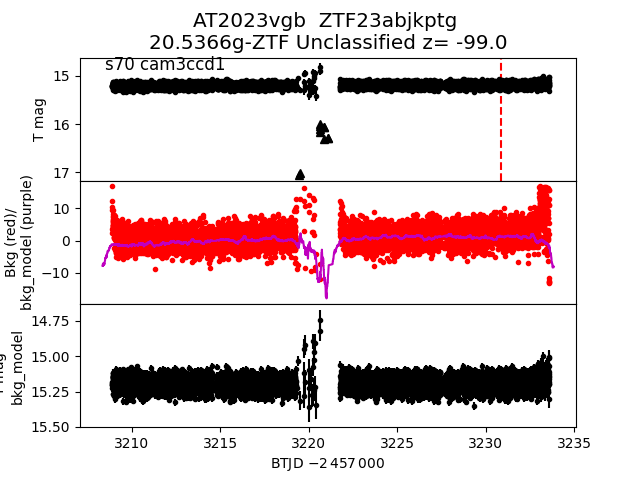 AT2023vgb  ZTF23abjkptg
20.5366g-ZTF Unclassified z= -99.0
s70 cam3ccd1
15
16
17
T mag
10
0
−10
Bkg (red)/
bkg_model (purple)
14.75
15.00
15.25
15.50
mag
bkg_model
3210
3215
3220
3225
3230
3235
BTJD −2 457 000